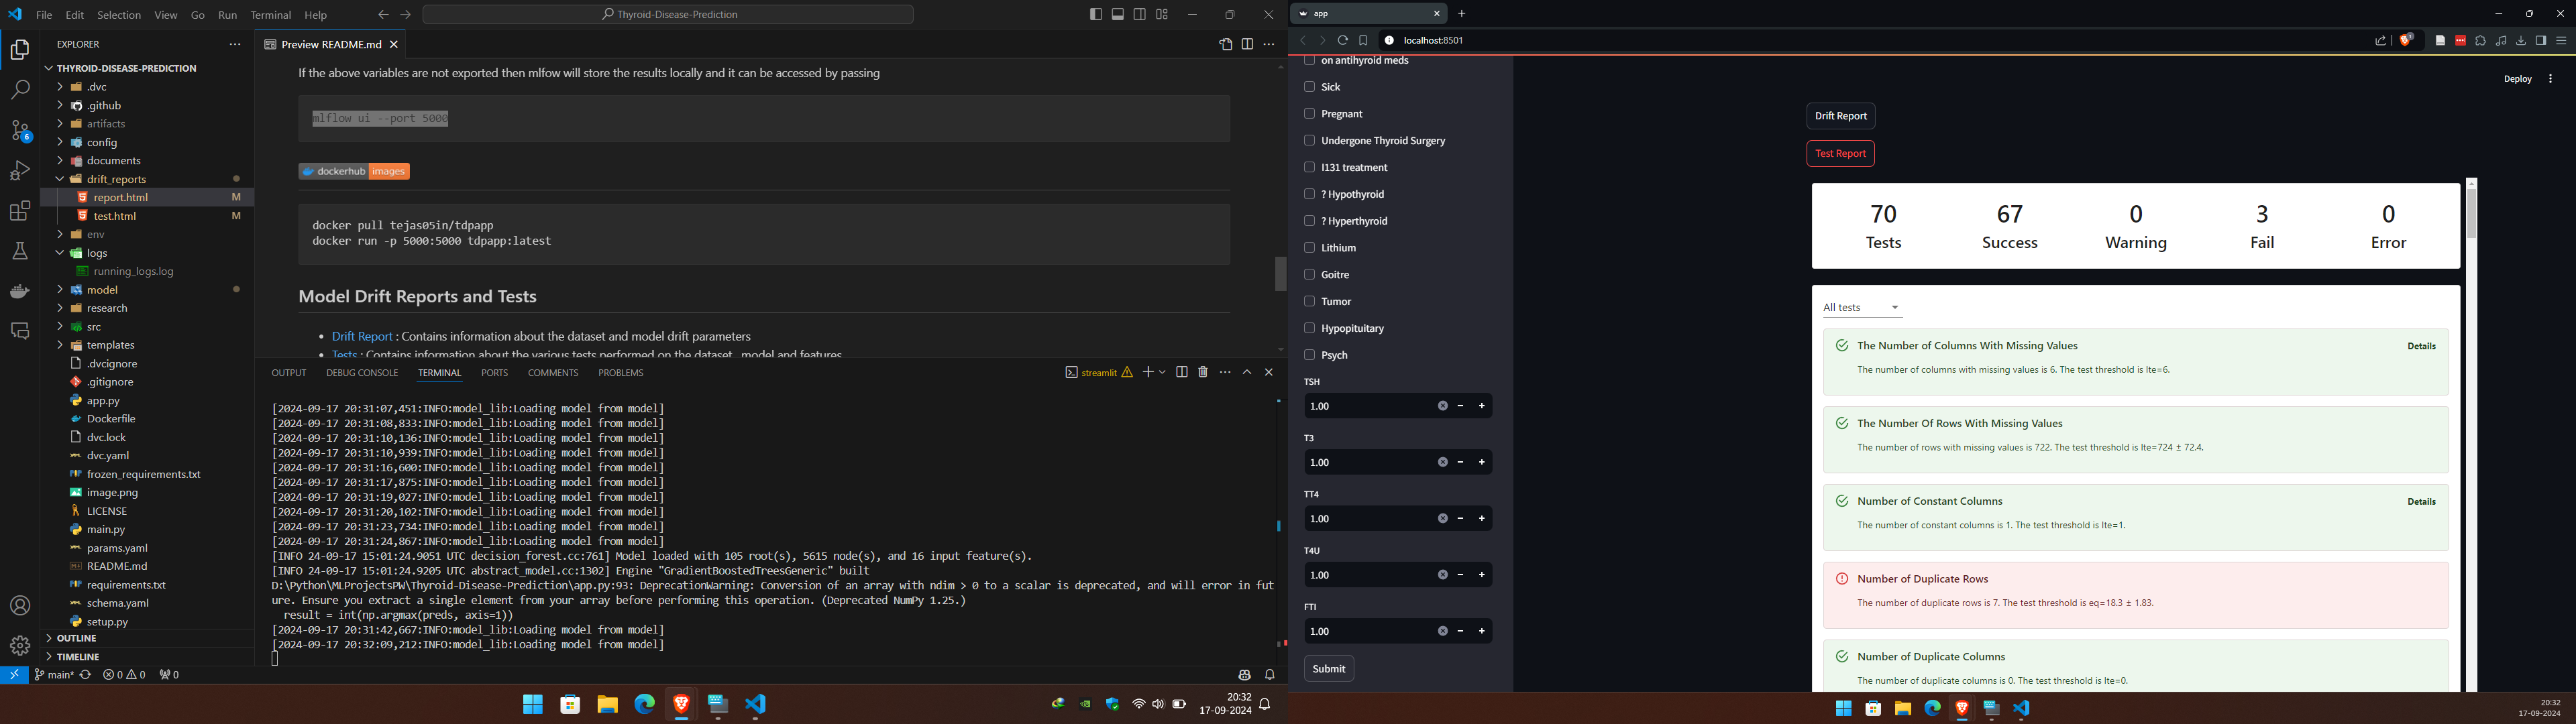 File Edit Selection View Go Run Terminal Help
Thyroid-Disease-Prediction
EXPLORER
THYROID-DISEASE-PREDICTION
.dvc
.github
artifacts
config
documents
drift_reports
report.html M
test.html M
env
logs
running_logs.log
model
research
src
templates
.dvcignore
.gitignore
app.py
Dockerfile
dvc.lock
dvc.yaml
frozen_requirements.txt
image.png
LICENSE
main.py
params.yaml
README.md
requirements.txt
schema.yaml
setup.py
OUTLINE
TIMELINE
6
Preview README.md
If the above variables are not exported then mlfow will store the results locally and it can be accessed by passing
mlflow ui --port 5000
dockerhub images
docker pull tejas05in/tdpapp
docker run -p 5000:5000 tdpapp:latest
Model Drift Reports and Tests
• Drift Report : Contains information about the dataset and model drift parameters
• Tests : Contains information about the various tests performed on the dataset , model and features
OUTPUT DEBUG CONSOLE TERMINAL PORTS COMMENTS PROBLEMS
streamlit
[2024-09-17 20:31:07,451:INFO:model_lib:Loading model from model]
[2024-09-17 20:31:08,833:INFO:model_lib:Loading model from model]
[2024-09-17 20:31:10,136:INFO:model_lib:Loading model from model]
[2024-09-17 20:31:10,939:INFO:model_lib:Loading model from model]
[2024-09-17 20:31:16,600:INFO:model_lib:Loading model from model]
[2024-09-17 20:31:17,875:INFO:model_lib:Loading model from model]
[2024-09-17 20:31:19,027:INFO:model_lib:Loading model from model]
[2024-09-17 20:31:20,102:INFO:model_lib:Loading model from model]
[2024-09-17 20:31:23,734:INFO:model_lib:Loading model from model]
[2024-09-17 20:31:24,867:INFO:model_lib:Loading model from model]
[INFO 24-09-17 15:01:24.9051 UTC decision_forest.cc:761] Model loaded with 105 root(s), 5615 node(s), and 16 input feature(s).
[INFO 24-09-17 15:01:24.9205 UTC abstract_model.cc:1302] Engine "GradientBoostedTreesGeneric" built
D:\Python\MLProjectsPW\Thyroid-Disease-Prediction\app.py:93: DeprecationWarning: Conversion of an array with ndim > 0 to a scalar is deprecated, and will error in fut
ure. Ensure you extract a single element from your array before performing this operation. (Deprecated NumPy 1.25.)
result = int(np.argmax(preds, axis=1))
[2024-09-17 20:31:42,667:INFO:model_lib:Loading model from model]
[2024-09-17 20:32:09,212:INFO:model_lib:Loading model from model]
main* 0 0 0
20:32
17-09-2024
app
localhost:8501
1
on antihyroid meds
Sick
Pregnant
Undergone Thyroid Surgery
I131 treatment
? Hypothyroid
? Hyperthyroid
Lithium
Goitre
Tumor
Hypopituitary
Psych
TSH
1.00
T3
1.00
TT4
1.00
T4U
1.00
FTI
1.00
Submit
Deploy
Drift Report
Test Report
70 67 0 3 0
Tests Success Warning Fail Error
All tests
The Number of Columns With Missing Values Details
The number of columns with missing values is 6. The test threshold is lte=6.
The Number Of Rows With Missing Values
The number of rows with missing values is 722. The test threshold is lte=724 ± 72.4.
Number of Constant Columns Details
The number of constant columns is 1. The test threshold is lte=1.
Number of Duplicate Rows
The number of duplicate rows is 7. The test threshold is eq=18.3 ± 1.83.
Number of Duplicate Columns
The number of duplicate columns is 0. The test threshold is lte=0.
20:32
17-09-2024